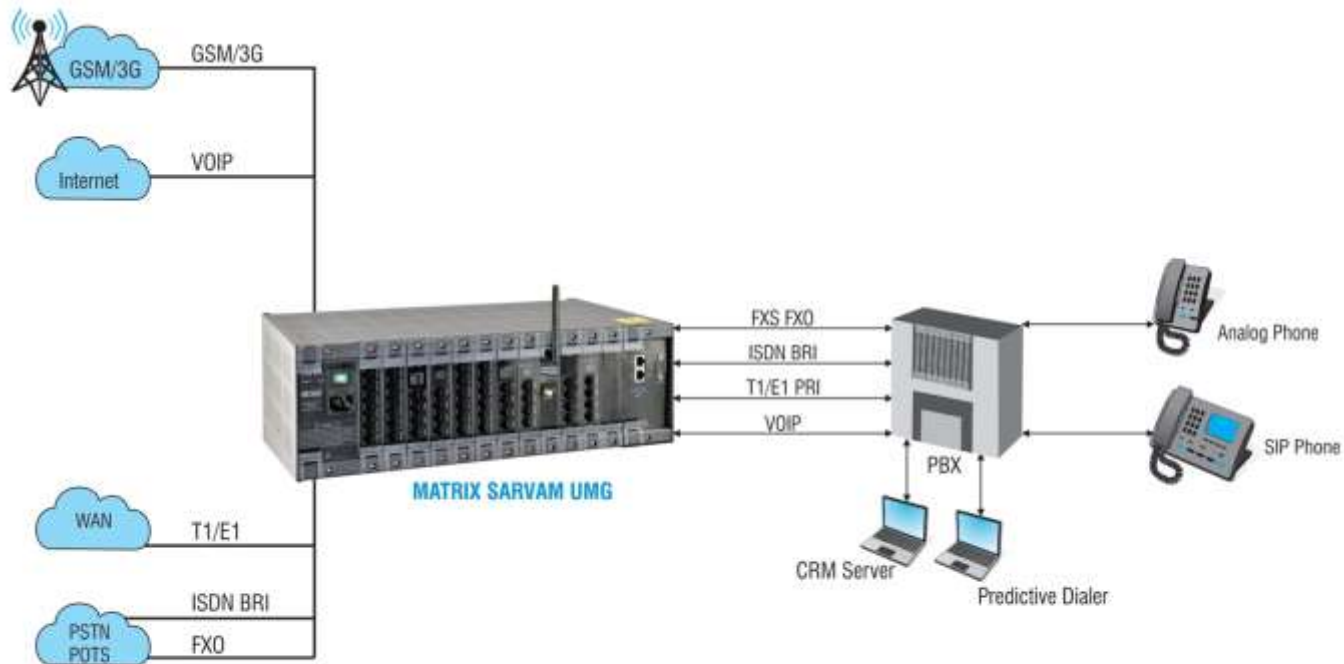 GSM/3G
GSM/3G
VOIP
Internet
FXS FXO
ISDN BRI
T1/E1 PRI
VOIP
PBX
Analog Phone
SIP Phone
MATRIX SARVAM UMG
WAN
T1/E1
CRM Server
Predictive Dialer
ISDN BRI
PSTN
POTS
FXO